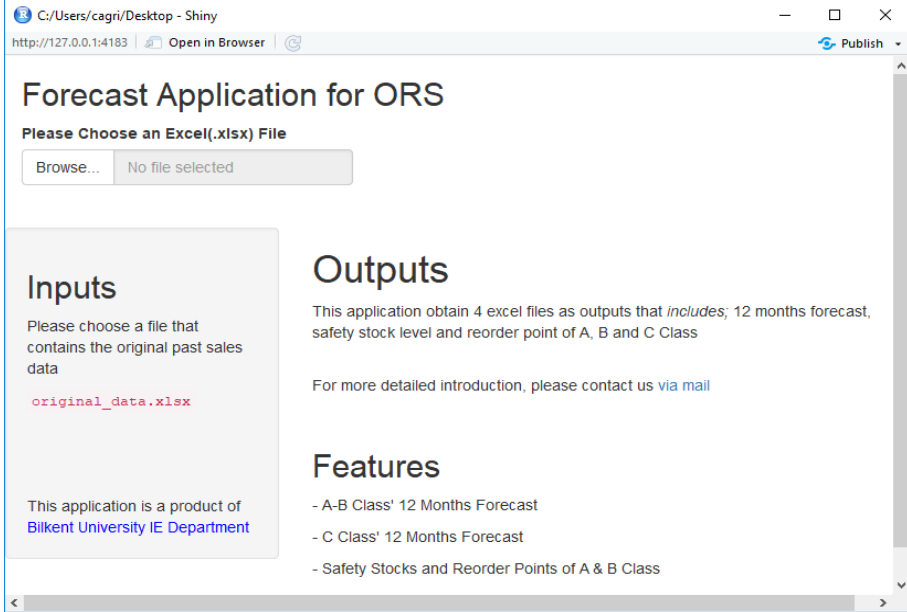 C:/Users/cagri/Desktop - Shiny
http://127.0.0.1:4183 Open in Browser Publish
Forecast Application for ORS
Please Choose an Excel(.xlsx) File
Browse... No file selected
Inputs
Please choose a file that
contains the original past sales
data
original_data.xlsx
This application is a product of
Bilkent University IE Department
Outputs
This application obtain 4 excel files as outputs that includes; 12 months forecast,
safety stock level and reorder point of A, B and C Class
For more detailed introduction, please contact us via mail
Features
- A-B Class' 12 Months Forecast
- C Class' 12 Months Forecast
- Safety Stocks and Reorder Points of A & B Class